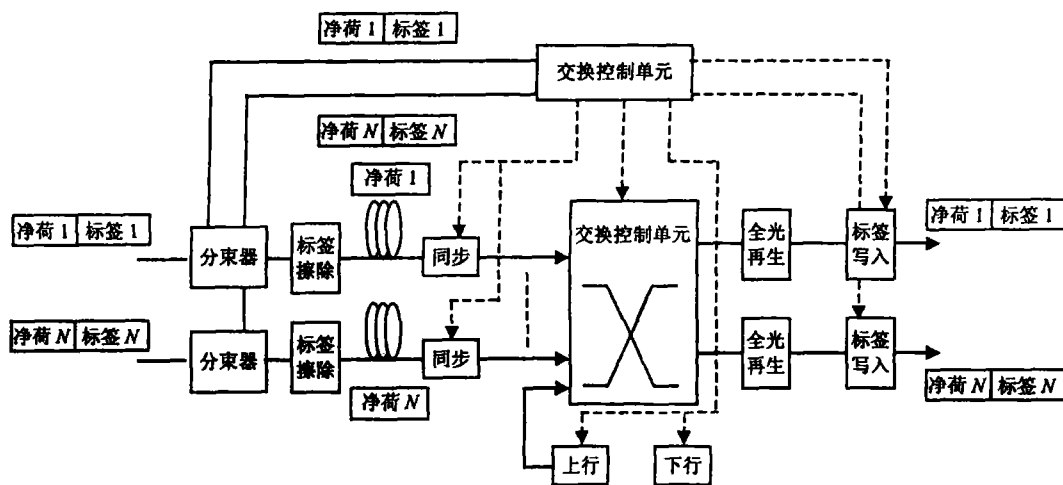 净荷 1 标签 1
交换控制单元
净荷 N 标签 N
净荷 1
净荷 1 标签 1
分束器
标签
擦除
同步
交换控制单元
全光
再生
标签
写入
净荷 1 标签 1
净荷 N 标签 N
分束器
标签
擦除
同步
全光
再生
标签
写入
净荷 N
净荷 N 标签 N
上行
下行